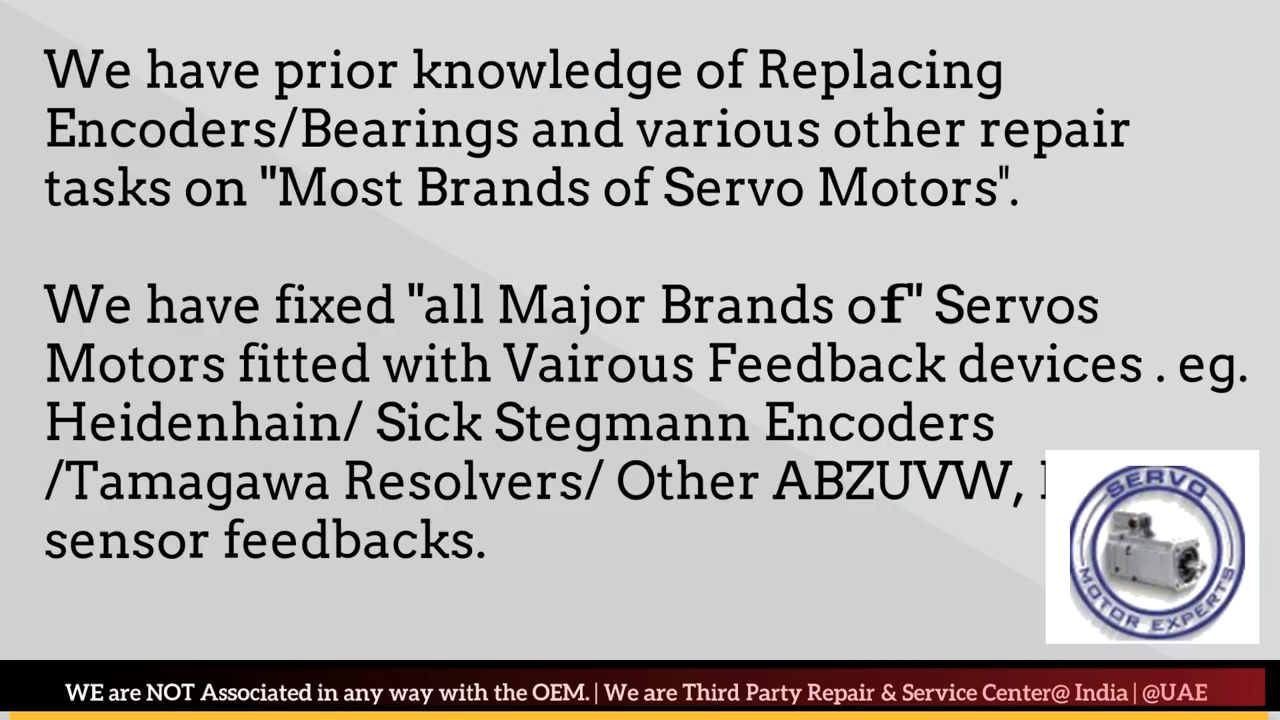 We have prior knowledge of Replacing
Encoders/Bearings and various other repair
tasks on "Most Brands of Servo Motors".
We have fixed "all Major Brands of" Servos
Motors fitted with Vairous Feedback devices . eg.
Heidenhain/ Sick Stegmann Encoders
/Tamagawa Resolvers/ Other ABZUVW,
sensor feedbacks.
SERVO
MOTOR EXPERTS
WE are NOT Associated in any way with the OEM. | We are Third Party Repair & Service Center@ India | @UAE